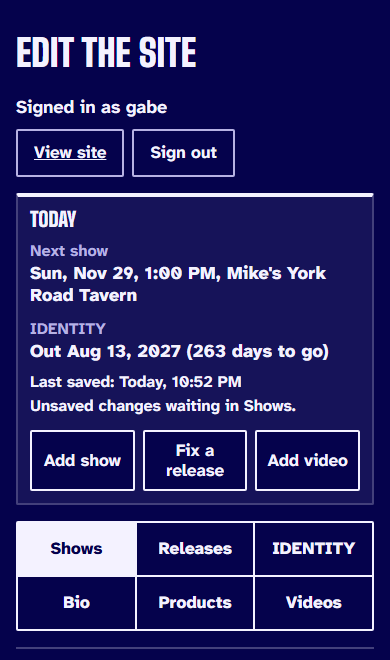 EDIT THE SITE
Signed in as gabe
View site
Sign out
TODAY
Next show
Sun, Nov 29, 1:00 PM, Mike's York
Road Tavern
IDENTITY
Out Aug 13, 2027 (263 days to go)
Last saved: Today, 10:52 PM
Unsaved changes waiting in Shows.
Add show
Fix a
release
Add video
Shows
Releases
IDENTITY
Bio
Products
Videos